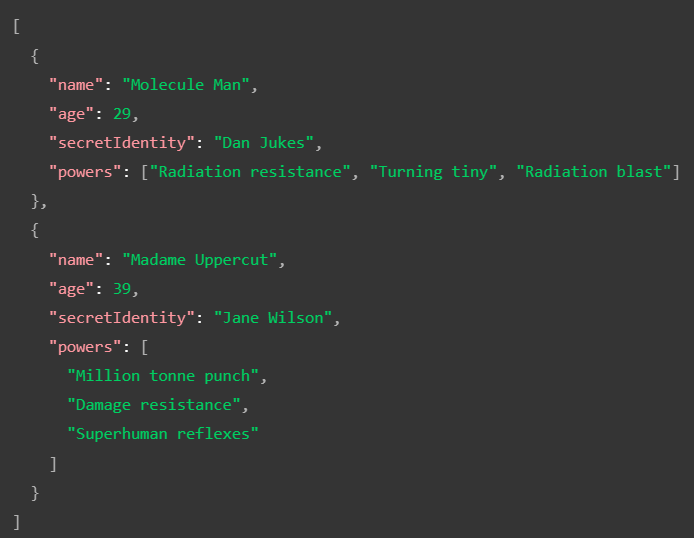 [
  {
    "name": "Molecule Man",
    "age": 29,
    "secretIdentity": "Dan Jukes",
    "powers": ["Radiation resistance", "Turning tiny", "Radiation blast"]
  },
  {
    "name": "Madame Uppercut",
    "age": 39,
    "secretIdentity": "Jane Wilson",
    "powers": [
      "Million tonne punch",
      "Damage resistance",
      "Superhuman reflexes"
    ]
  }
]